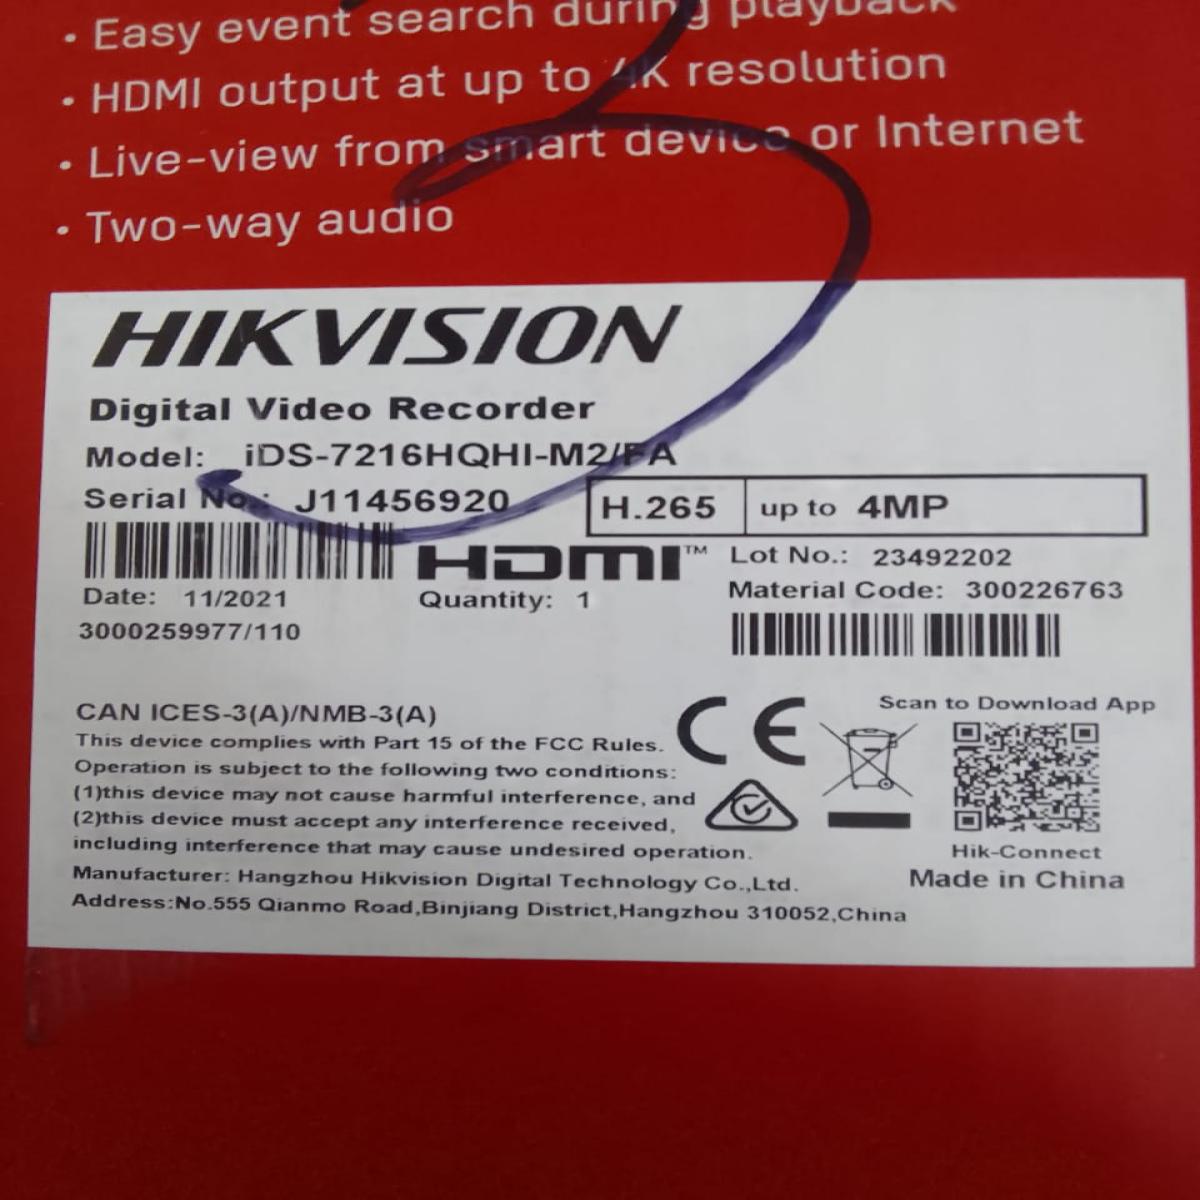 • Easy event search during playback
• HDMI output at up to 4K resolution
• Live-view from smart device or Internet
• Two-way audio
3
HIKVISION
Digital Video Recorder
Model: iDS-7216HQHI-M2/FA
Serial No.: J11456920
H.265 up to 4MP
HDMI™ Lot No.: 23492202
Date: 11/2021 Quantity: 1 Material Code: 300226763
3000259977/110
CAN ICES-3(A)/NMB-3(A)
This device complies with Part 15 of the FCC Rules.
Operation is subject to the following two conditions:
(1)this device may not cause harmful interference, and
(2)this device must accept any interference received,
including interference that may cause undesired operation.
Manufacturer: Hangzhou Hikvision Digital Technology Co.,Ltd.
Address:No.555 Qianmo Road,Binjiang District,Hangzhou 310052,China
CE
Scan to Download App
Hik-Connect
Made in China